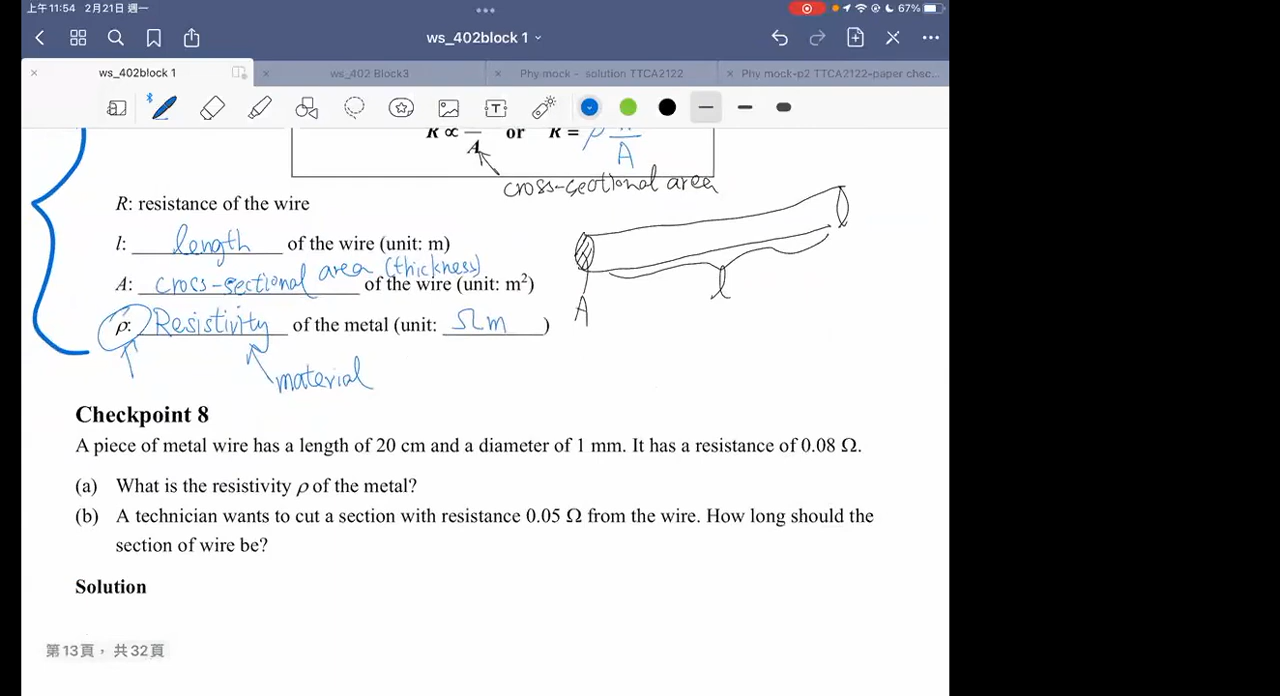 上午11:54 2月21日 週一
67%
ws_402block 1
ws_402block 1
ws_402 Block3
Phy mock - solution TTCA2122
Phy mock-p2 TTCA2122-paper chec...
R ∝ — or R = ρ —
A A
cross-sectional area
R: resistance of the wire
l: length of the wire (unit: m)
A: cross-sectional area (thickness) of the wire (unit: m²)
ρ: Resistivity of the metal (unit: Ωm)
material
A
l
Checkpoint 8
A piece of metal wire has a length of 20 cm and a diameter of 1 mm. It has a resistance of 0.08 Ω.
(a) What is the resistivity ρ of the metal?
(b) A technician wants to cut a section with resistance 0.05 Ω from the wire. How long should the
section of wire be?
Solution
第13頁，共32頁